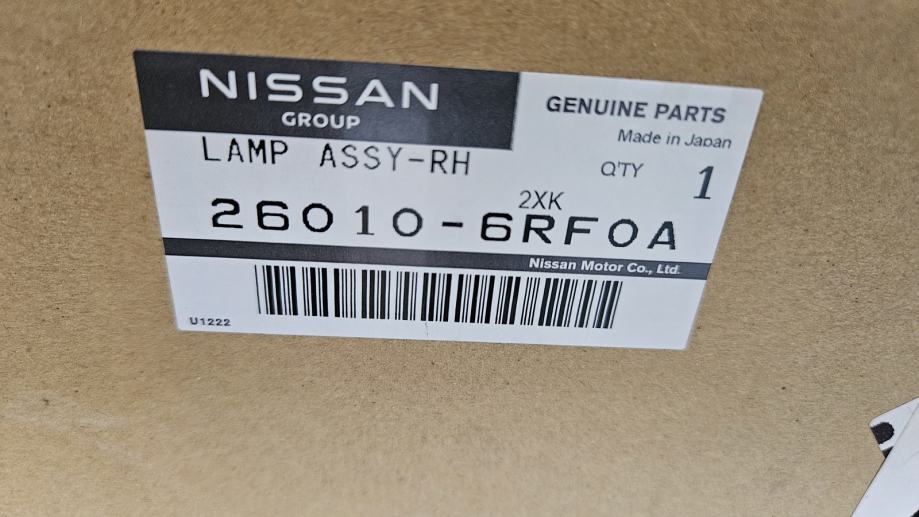 NISSAN
GROUP
GENUINE PARTS
Made in Japan
LAMP ASSY-RH
Q'TY 1
2XK
26010-6RF0A
Nissan Motor Co., Ltd.
U1222